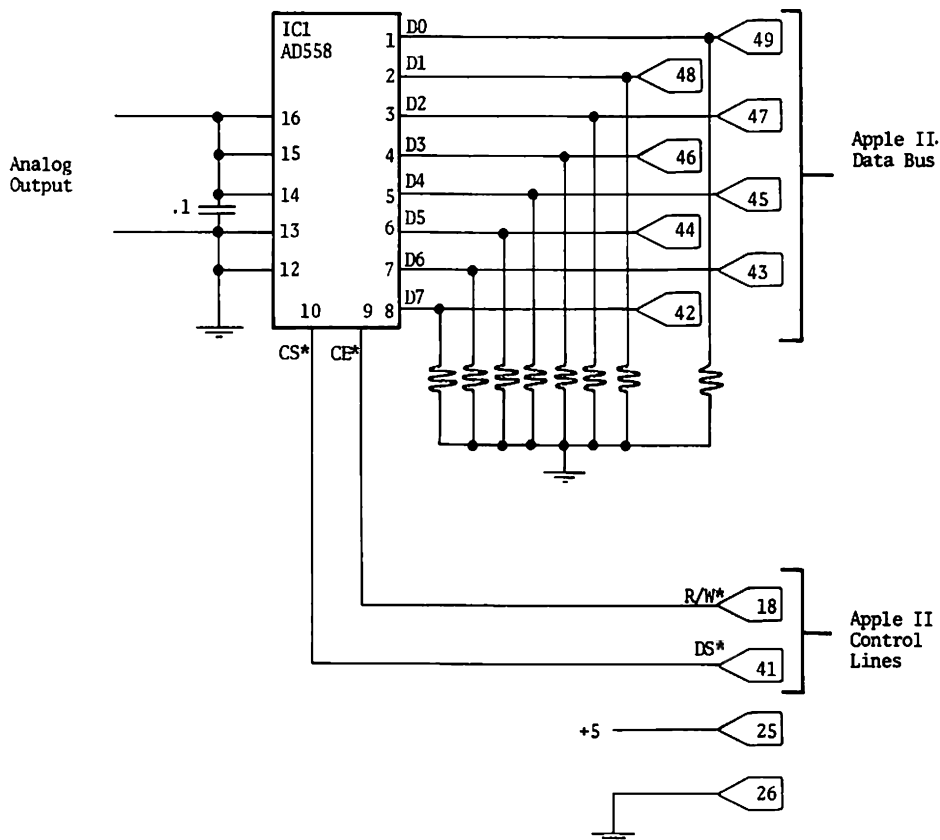 IC1
AD558
1
D0
49
2
D1
48
3
D2
47
4
D3
46
5
D4
45
6
D5
44
7
D6
43
8
D7
42
16
15
14
13
12
10
9
.1
Analog
Output
CS*
CE*
Apple II
Data Bus
R/W*
18
DS*
41
Apple II
Control
Lines
+5
25
26